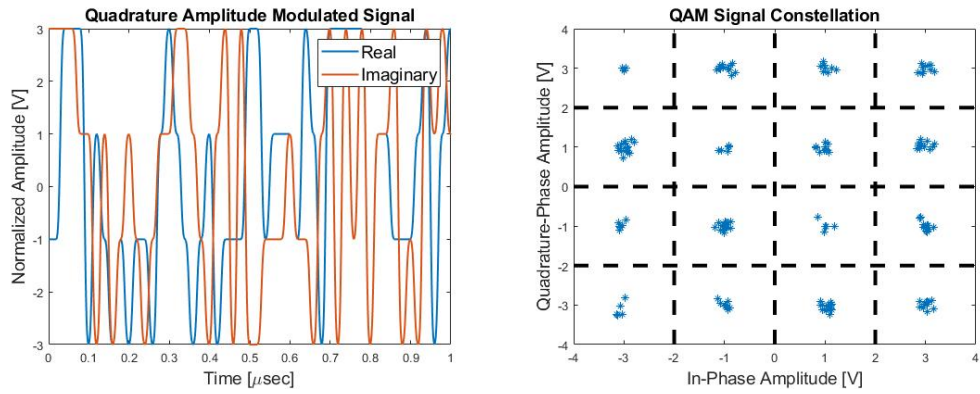 Quadrature Amplitude Modulated Signal
3
2
1
0
-1
-2
-3
Normalized Amplitude [V]
Real
Imaginary
0 0.1 0.2 0.3 0.4 0.5 0.6 0.7 0.8 0.9 1
Time [μsec]
QAM Signal Constellation
4
3
2
1
0
-1
-2
-3
-4
Quadrature-Phase Amplitude [V]
-4 -3 -2 -1 0 1 2 3 4
In-Phase Amplitude [V]